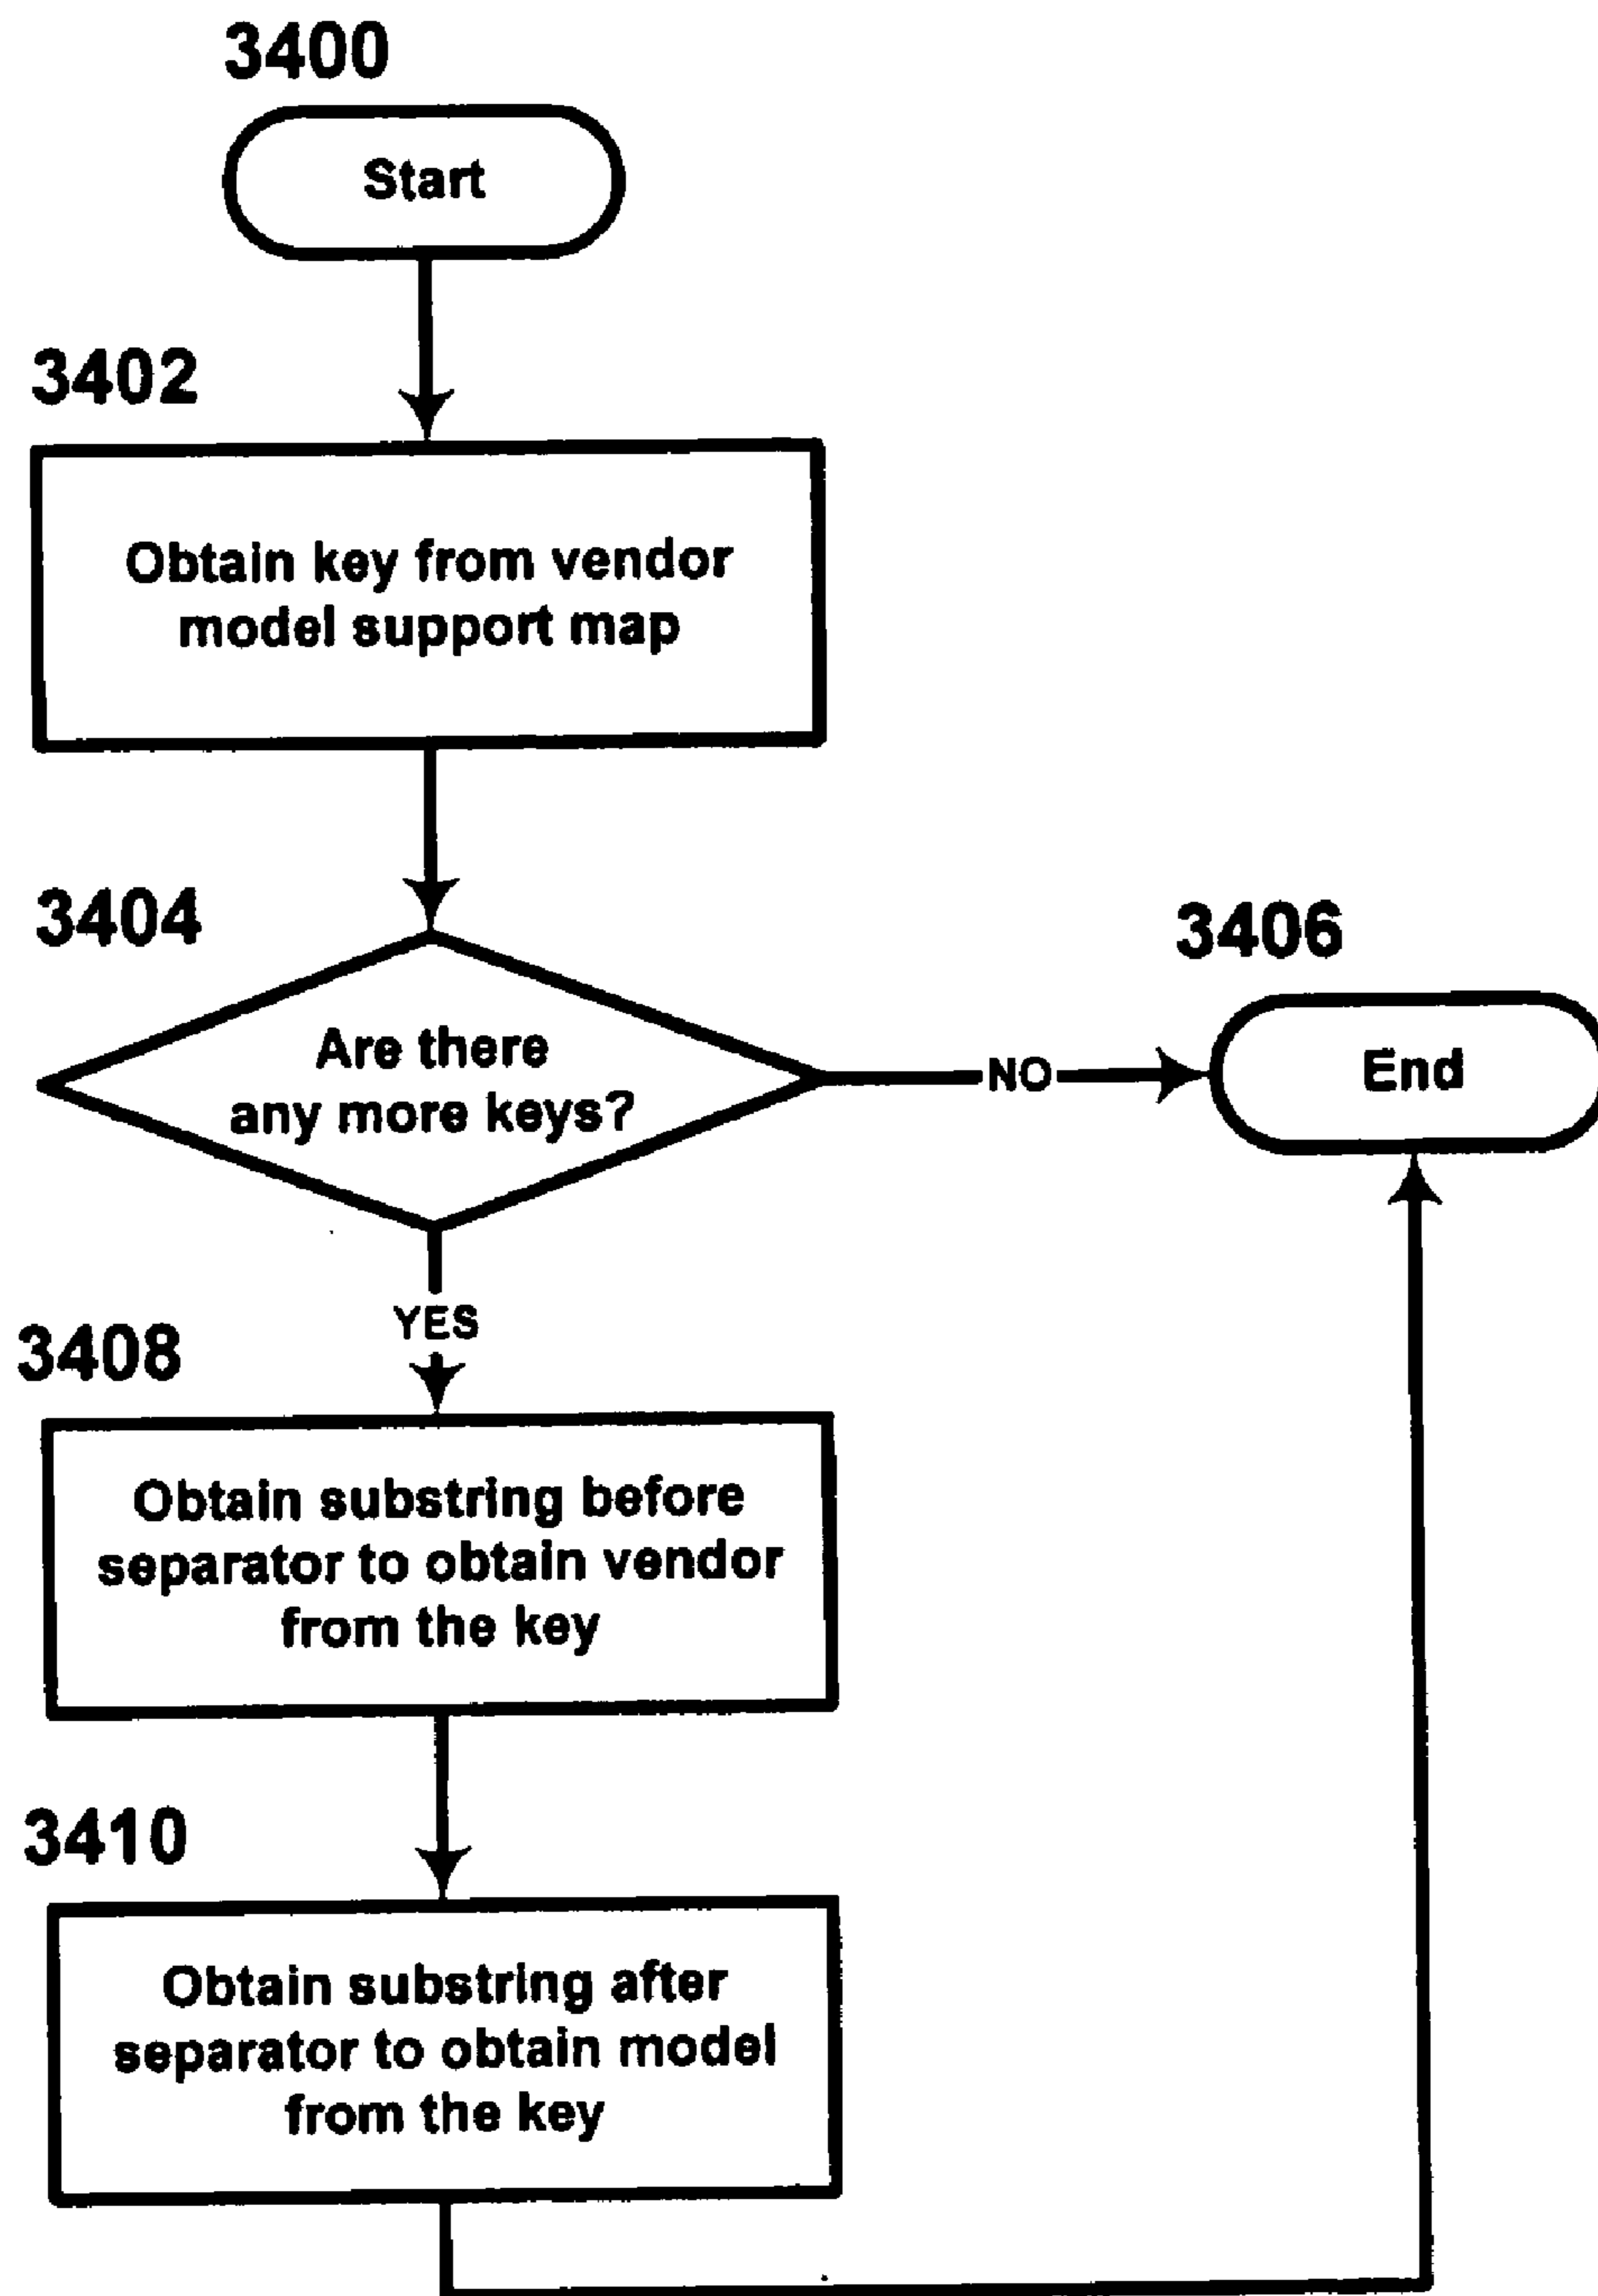 3400
Start
3402
Obtain key from vendor
model support map
3404
Are there
any more keys?
NO
3406
End
YES
3408
Obtain substring before
separator to obtain vendor
from the key
3410
Obtain substring after
separator to obtain model
from the key